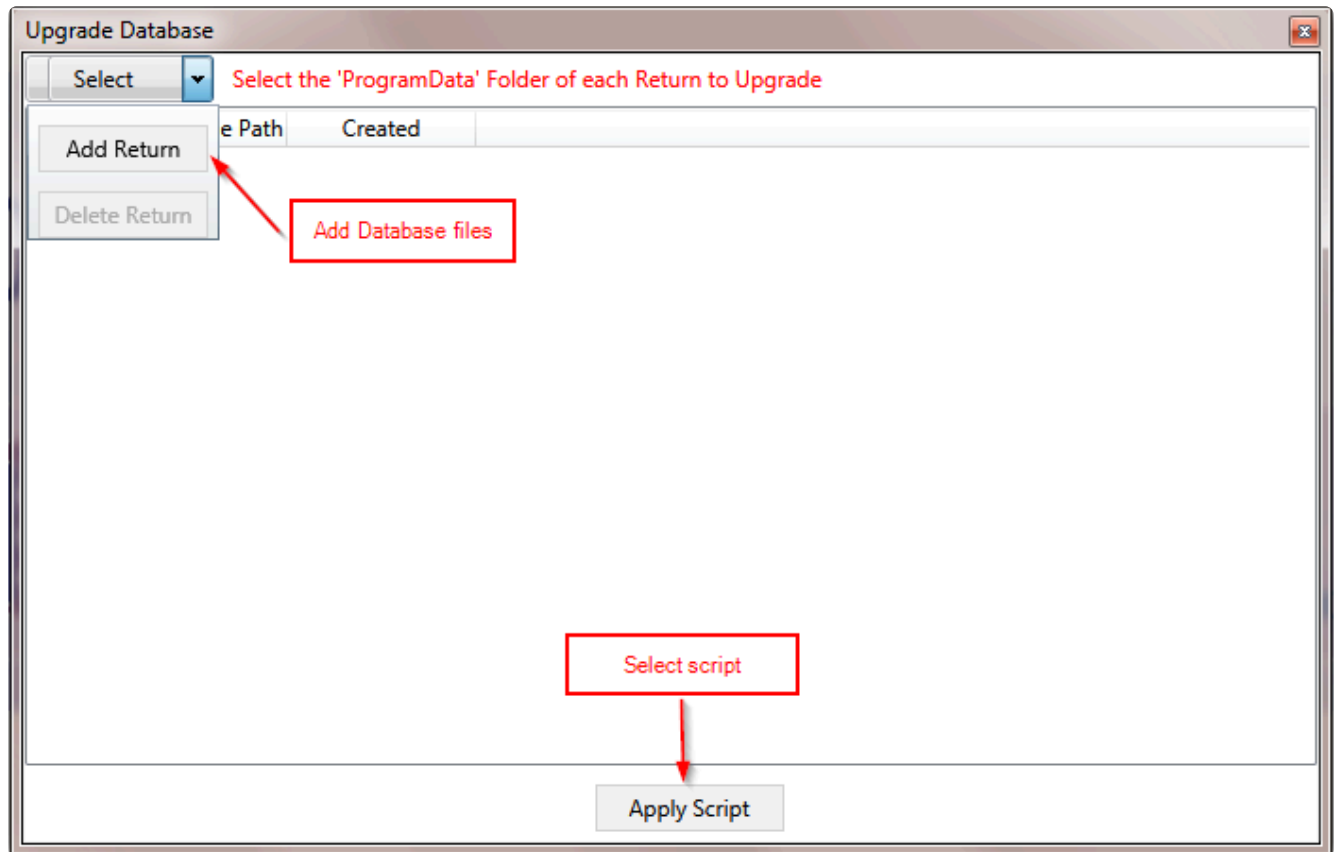 Upgrade Database
Select
Select the 'ProgramData' Folder of each Return to Upgrade
e Path
Created
Add Return
Delete Return
Add Database files
Select script
Apply Script